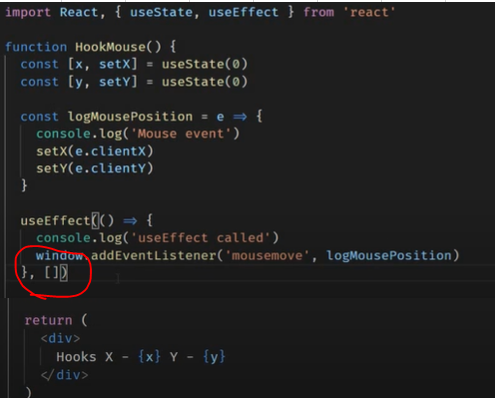 import React, { useState, useEffect } from 'react'
function HookMouse() {
const [x, setX] = useState(0)
const [y, setY] = useState(0)
const logMousePosition = e => {
console.log('Mouse event')
setX(e.clientX)
setY(e.clientY)
}
useEffect(() => {
console.log('useEffect called')
window.addEventListener('mousemove', logMousePosition)
}, [])
return (
<div>
Hooks X - {x} Y - {y}
</div>
)